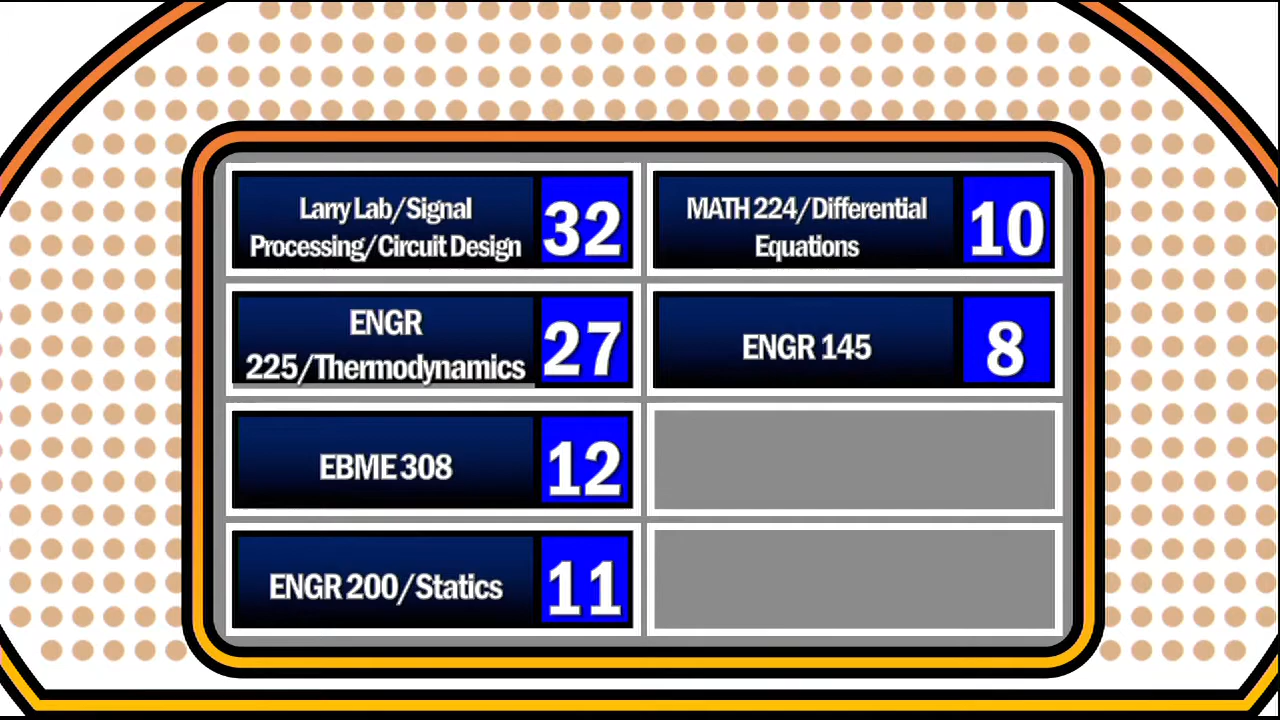 Larry Lab/Signal
Processing/Circuit Design
32
ENGR
225/Thermodynamics
27
EBME 308
12
ENGR 200/Statics
11
MATH 224/Differential
Equations
10
ENGR 145
8